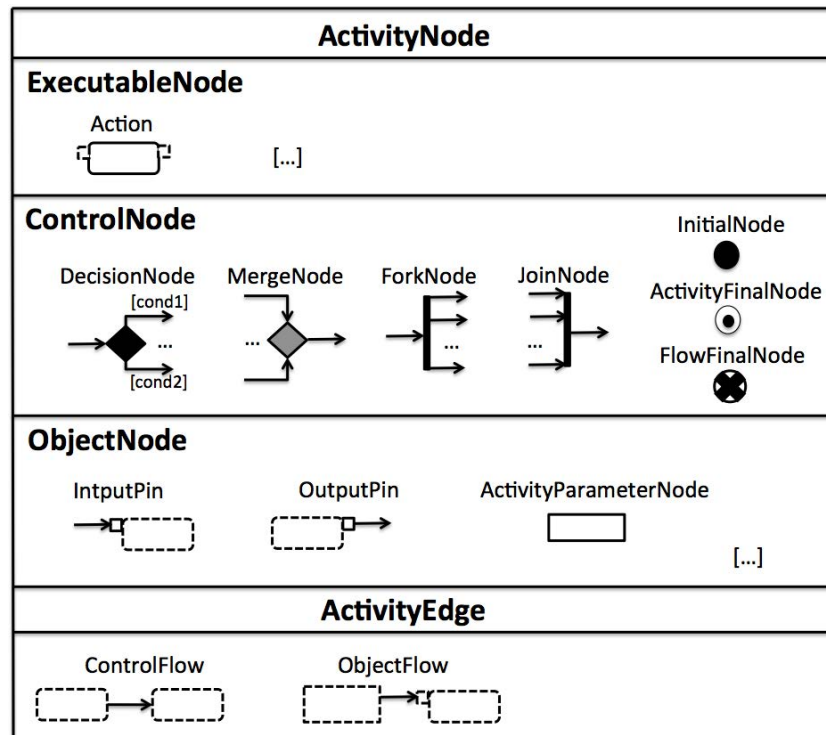 ActivityNode
ExecutableNode
Action
[...]
ControlNode
InitialNode
DecisionNode MergeNode ForkNode JoinNode
[cond1]
ActivityFinalNode
... ... ... ...
FlowFinalNode
[cond2]
ObjectNode
IntputPin OutputPin ActivityParameterNode
[...]
ActivityEdge
ControlFlow ObjectFlow